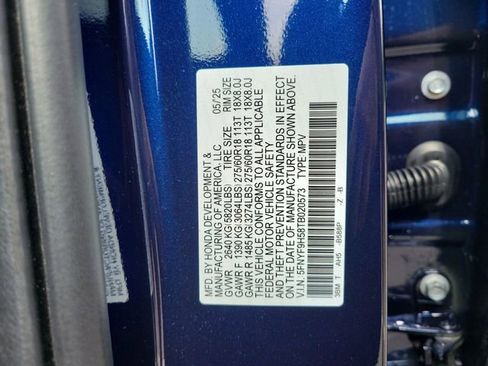 MFD. BY HONDA DEVELOPMENT &
MANUFACTURING OF AMERICA, LLC 05/25
GVWR 2640 KG(5820LBS) TIRE SIZE RIM SIZE
GAWR F 1390 KG(3064LBS) 275/60R18 113T 18X8.0J
GAWR R 1485 KG(3274LBS) 275/60R18 113T 18X8.0J
THIS VEHICLE CONFORMS TO ALL APPLICABLE
FEDERAL MOTOR VEHICLE SAFETY
AND THEFT PREVENTION STANDARDS IN EFFECT
ON THE DATE OF MANUFACTURE SHOWN ABOVE.
V.I.N. 5FNYF9H58TB020573 TYPE: MPV
3BM T AH5 -B588P -Z -B